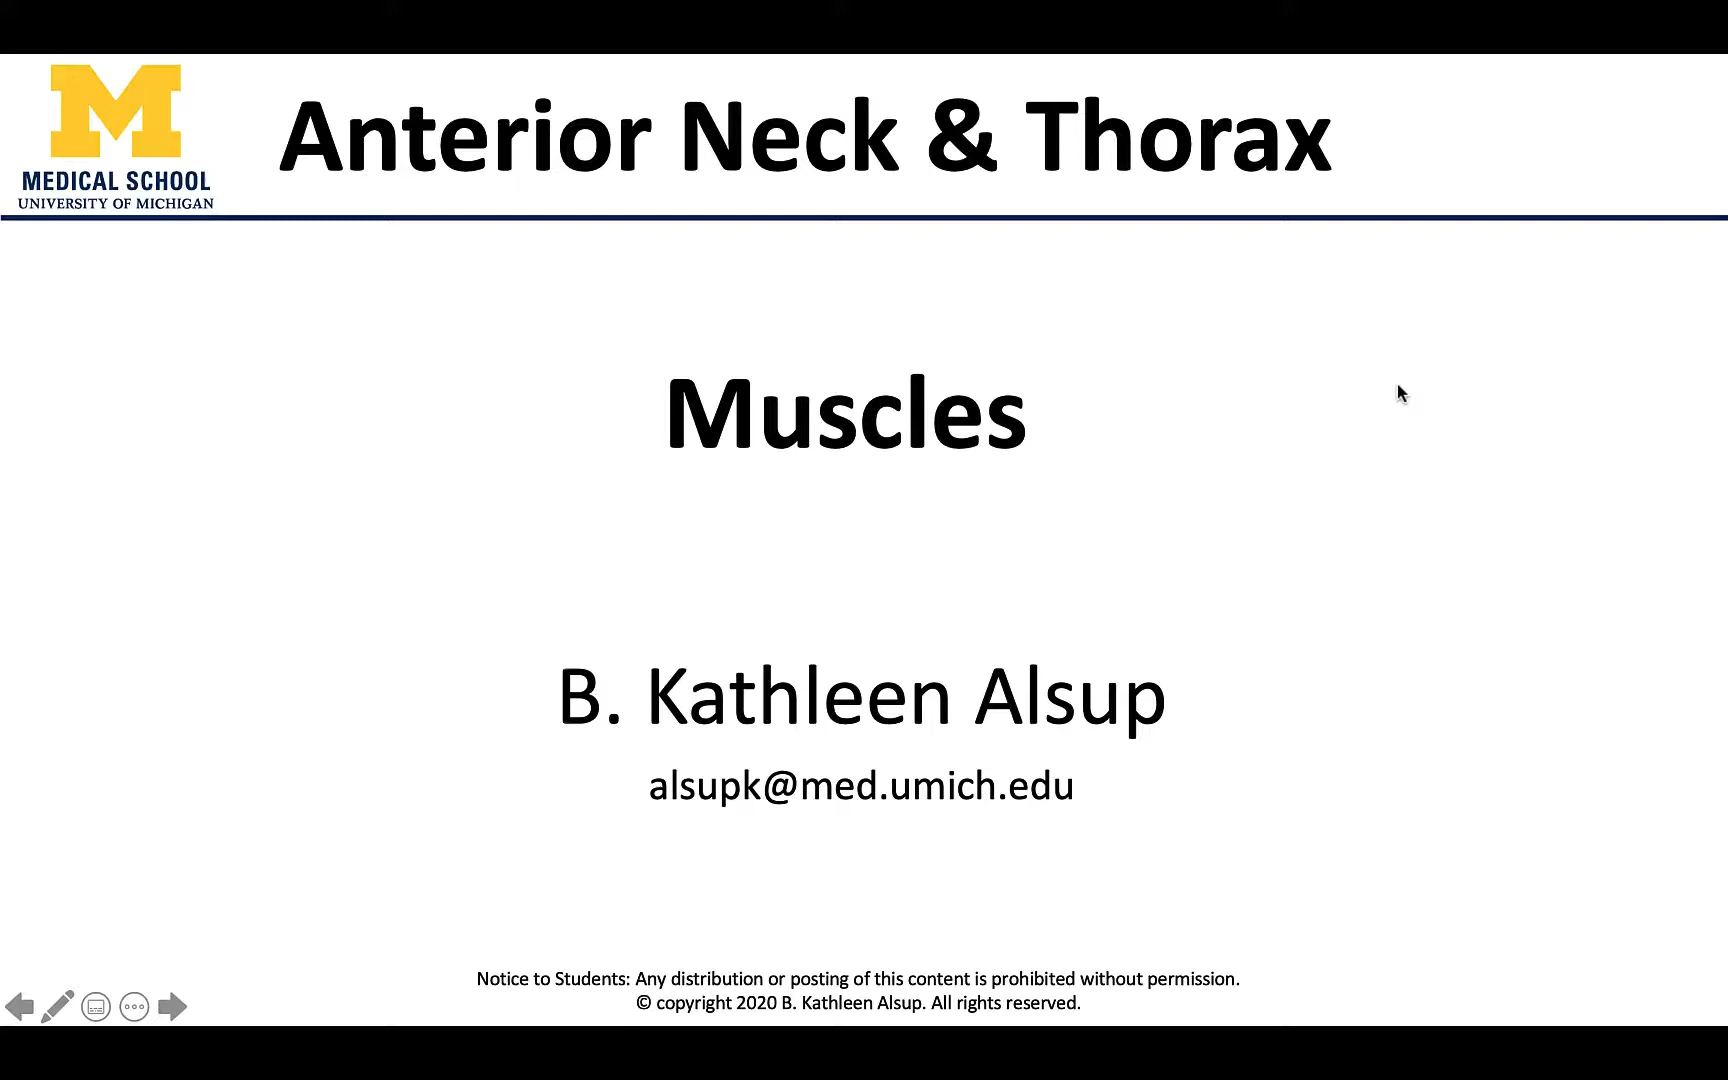 Anterior Neck & Thorax
MEDICAL SCHOOL
UNIVERSITY OF MICHIGAN
Muscles
B. Kathleen Alsup
alsupk@med.umich.edu
Notice to Students: Any distribution or posting of this content is prohibited without permission.
© copyright 2020 B. Kathleen Alsup. All rights reserved.